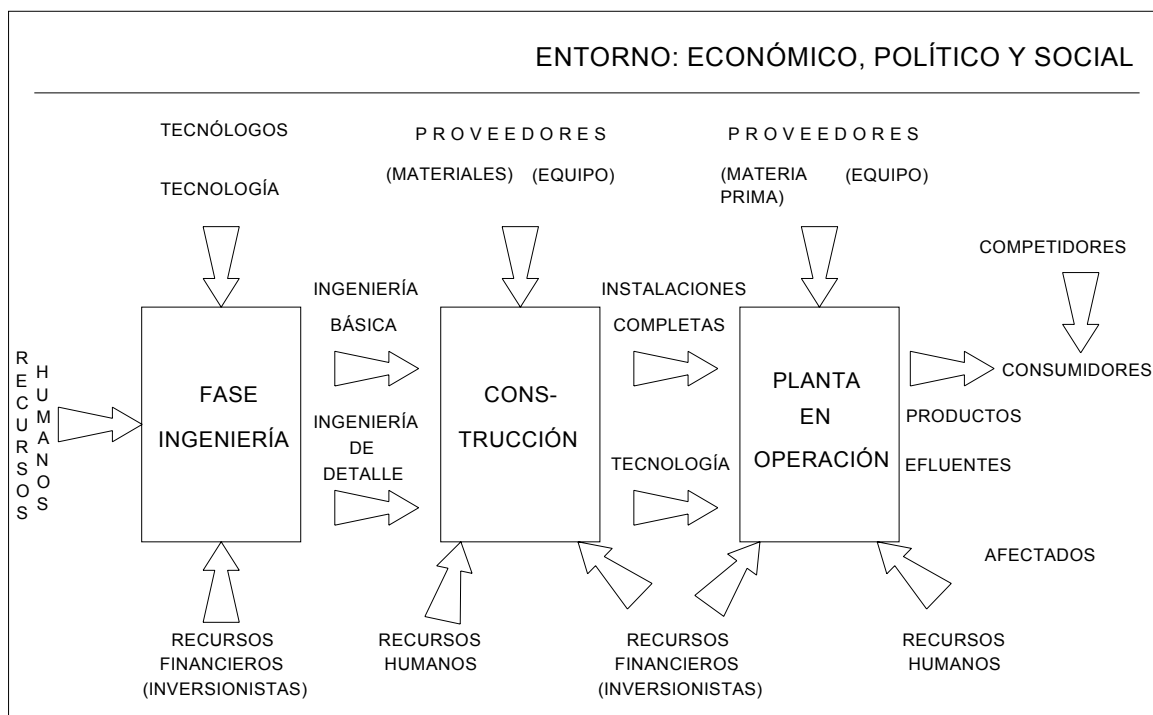 ENTORNO: ECONÓMICO, POLÍTICO Y SOCIAL
TECNÓLOGOS
TECNOLOGÍA
P R O V E E D O R E S
(MATERIALES) (EQUIPO)
P R O V E E D O R E S
(MATERIA (EQUIPO)
PRIMA)
COMPETIDORES
CONSUMIDORES
RECURSOS
HUMANOS
FASE
INGENIERÍA
INGENIERÍA
BÁSICA
INGENIERÍA
DE
DETALLE
CONS-
TRUCCIÓN
INSTALACIONES
COMPLETAS
TECNOLOGÍA
PLANTA
EN
OPERACIÓN
PRODUCTOS
EFLUENTES
AFECTADOS
RECURSOS
FINANCIEROS
(INVERSIONISTAS)
RECURSOS
HUMANOS
RECURSOS
FINANCIEROS
(INVERSIONISTAS)
RECURSOS
HUMANOS